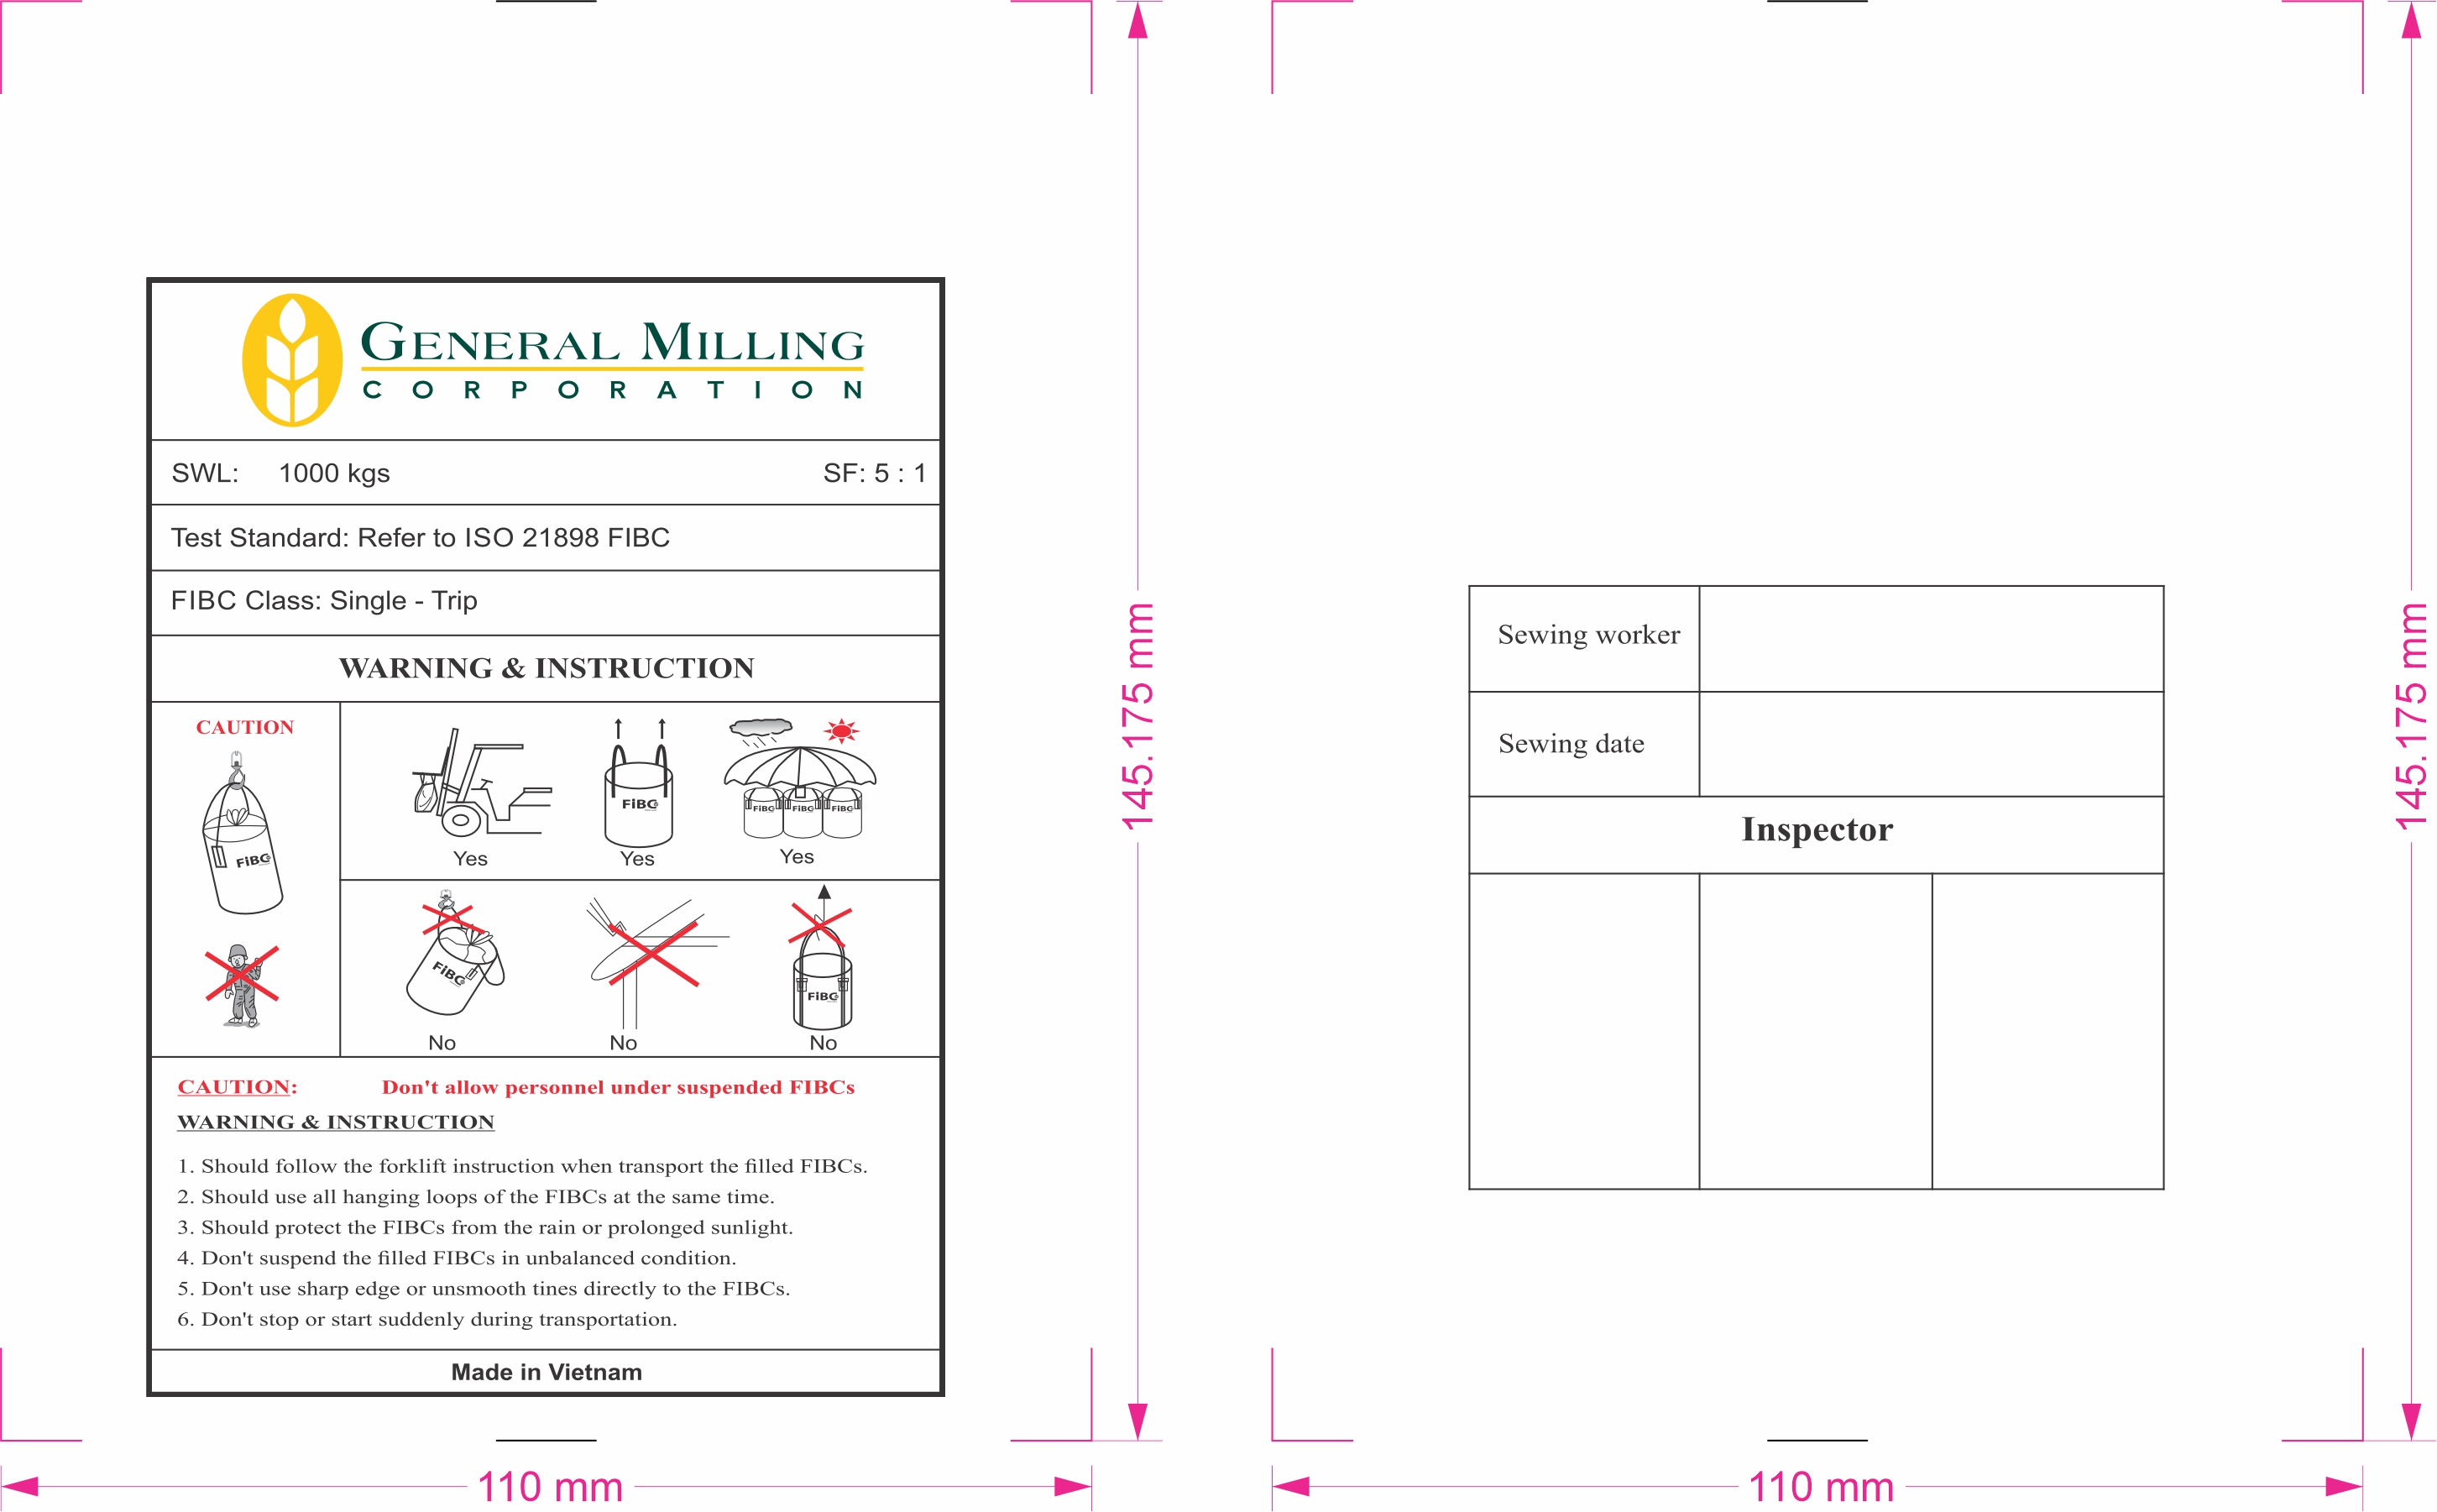 GENERAL MILLING
CORPORATION
SWL: 1000 kgs SF: 5 : 1
Test Standard: Refer to ISO 21898 FIBC
FIBC Class: Single - Trip
WARNING & INSTRUCTION
CAUTION
FiBC
FiBC
FiBC FiBC FiBC
Yes Yes Yes
FiBC
FiBC
No No No
CAUTION: Don't allow personnel under suspended FIBCs
WARNING & INSTRUCTION
1. Should follow the forklift instruction when transport the filled FIBCs.
2. Should use all hanging loops of the FIBCs at the same time.
3. Should protect the FIBCs from the rain or prolonged sunlight.
4. Don't suspend the filled FIBCs in unbalanced condition.
5. Don't use sharp edge or unsmooth tines directly to the FIBCs.
6. Don't stop or start suddenly during transportation.
Made in Vietnam
110 mm
145.175 mm
Sewing worker
Sewing date
Inspector
110 mm
145.175 mm